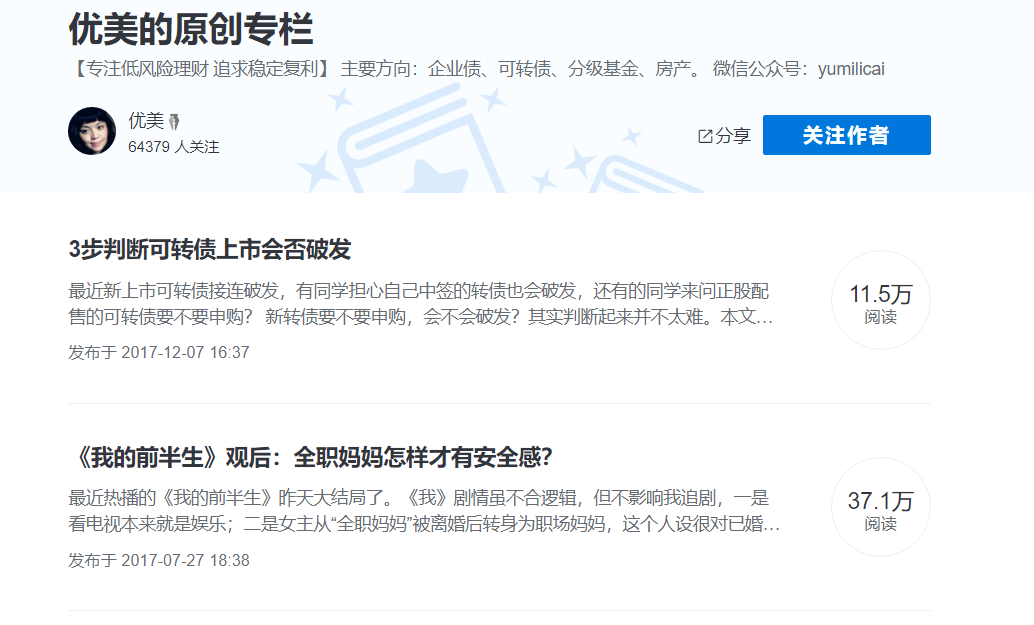 优美的原创专栏
【专注低风险理财 追求稳定复利】 主要方向：企业债、可转债、分级基金、房产。 微信公众号：yumilicai
优美
64379 人关注
分享
关注作者
3步判断可转债上市会否破发
最近新上市可转债接连破发，有同学担心自己中签的转债也会破发，还有的同学来问正股配
售的可转债要不要申购？ 新转债要不要申购，会不会破发？其实判断起来并不太难。本文…
发布于 2017-12-07 16:37
11.5万
阅读
《我的前半生》观后：全职妈妈怎样才有安全感？
最近热播的《我的前半生》昨天大结局了。《我》剧情虽不合逻辑，但不影响我追剧，一是
看电视本来就是娱乐；二是女主从“全职妈妈”被离婚后转身为职场妈妈，这个人设很对已婚…
发布于 2017-07-27 18:38
37.1万
阅读